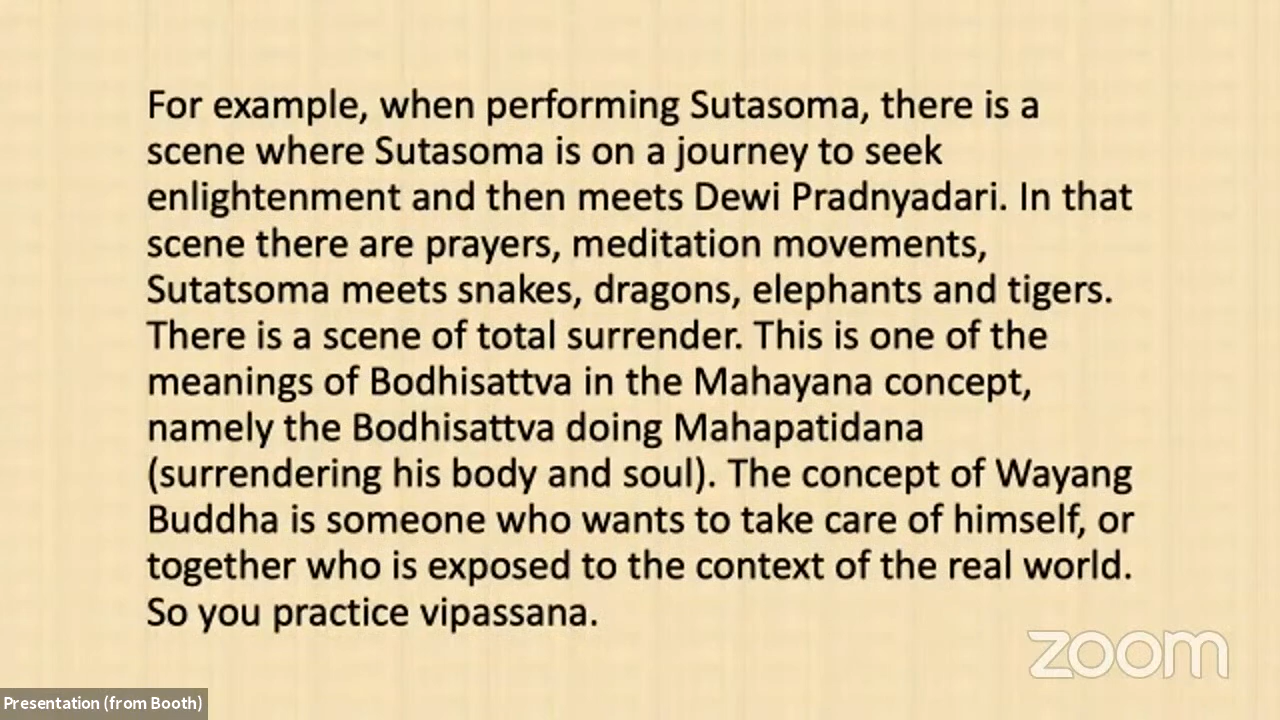 For example, when performing Sutasoma, there is a
scene where Sutasoma is on a journey to seek
enlightenment and then meets Dewi Pradnyadari. In that
scene there are prayers, meditation movements,
Sutatsoma meets snakes, dragons, elephants and tigers.
There is a scene of total surrender. This is one of the
meanings of Bodhisattva in the Mahayana concept,
namely the Bodhisattva doing Mahapatidana
(surrendering his body and soul). The concept of Wayang
Buddha is someone who wants to take care of himself, or
together who is exposed to the context of the real world.
So you practice vipassana.
zoom
Presentation (from Booth)